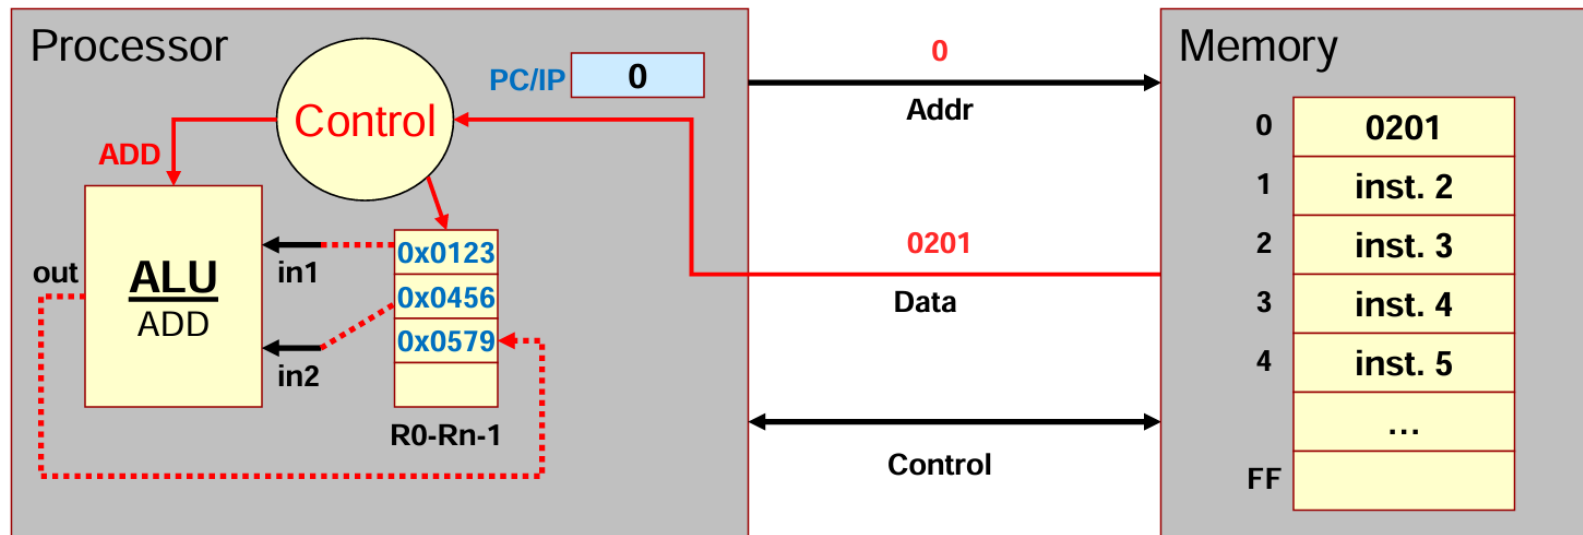 Processor
Control
PC/IP
0
ADD
ALU
ADD
out
in1
in2
0x0123
0x0456
0x0579
R0-Rn-1
0
Addr
0201
Data
Control
Memory
0 0201
1 inst. 2
2 inst. 3
3 inst. 4
4 inst. 5
...
FF